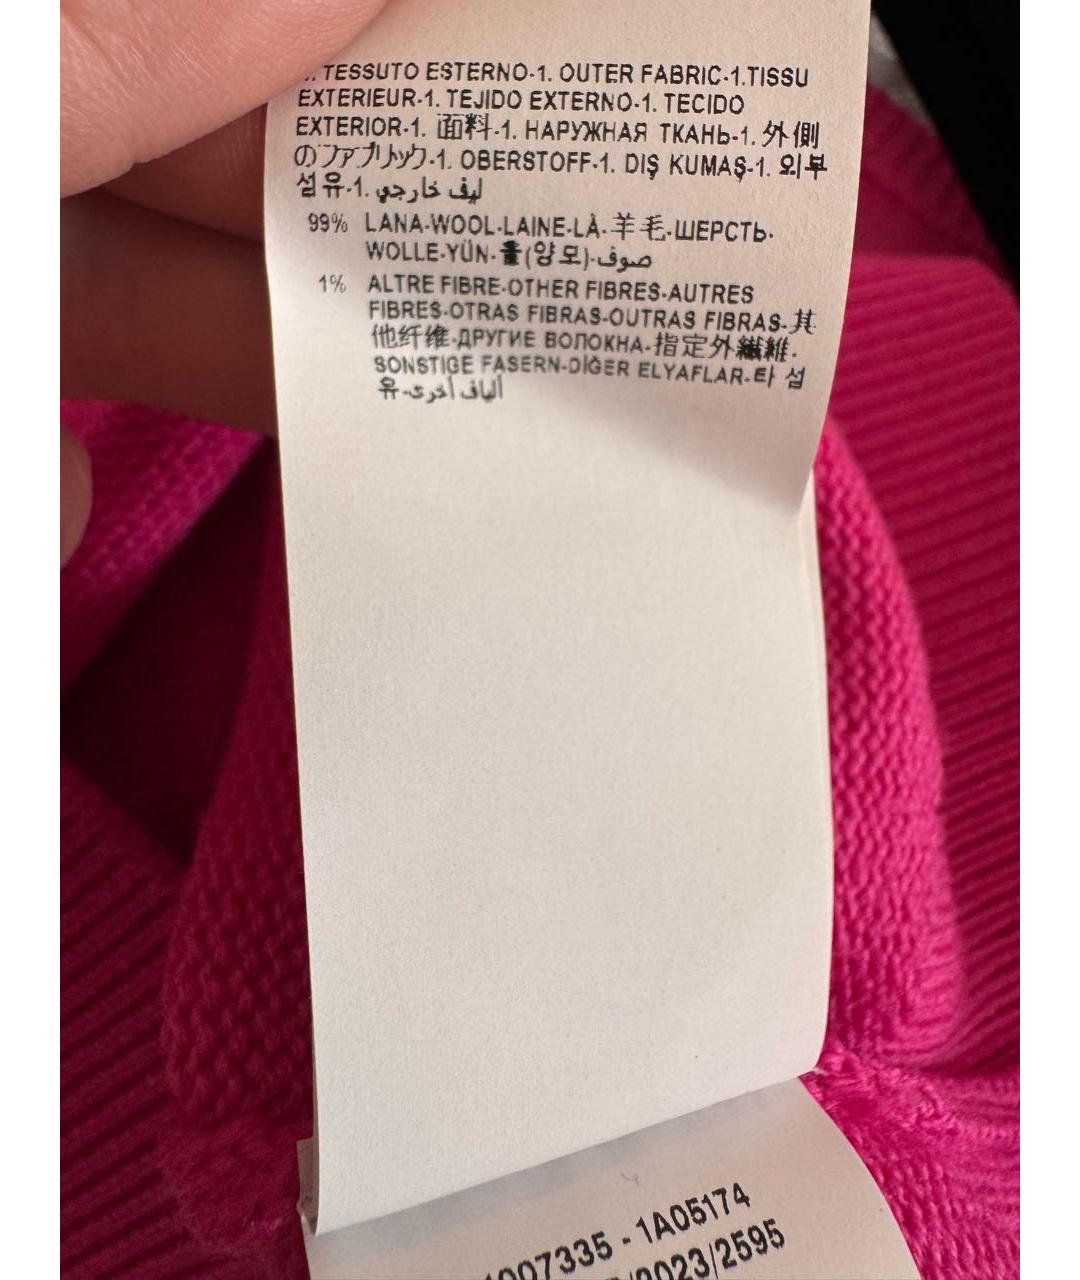 1. TESSUTO ESTERNO-1. OUTER FABRIC-1.TISSU
EXTERIEUR-1. TEJIDO EXTERNO-1. TECIDO
EXTERIOR-1. 面料-1. НАРУЖНАЯ ТКАНЬ-1. 外側
のファブリック-1. OBERSTOFF-1. DIŞ KUMAŞ-1. 외부
섬유-1. ليف خارجي
99% LANA-WOOL-LAINE-LÀ-羊毛-ШЕРСТЬ-
WOLLE-YÜN-울(양모)-صوف
1% ALTRE FIBRE-OTHER FIBRES-AUTRES
FIBRES-OTRAS FIBRAS-OUTRAS FIBRAS-其
他纤维-ДРУГИЕ ВОЛОКНА-指定外繊維-
SONSTIGE FASERN-DİĞER ELYAFLAR-타 섬
유-ألياف أخرى
1007335 - 1A05174
/2023/2595